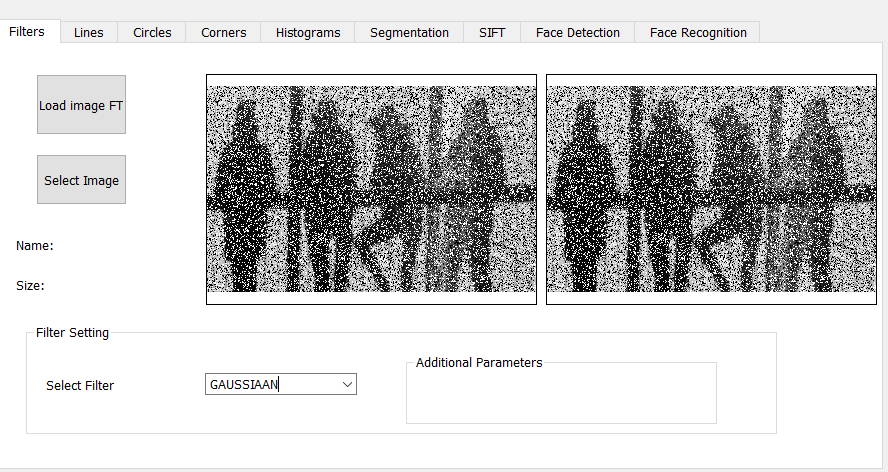 Filters Lines Circles Corners Histograms Segmentation SIFT Face Detection Face Recognition
Load image FT
Select Image
Name:
Size:
Filter Setting
Additional Parameters
Select Filter GAUSSIAAN